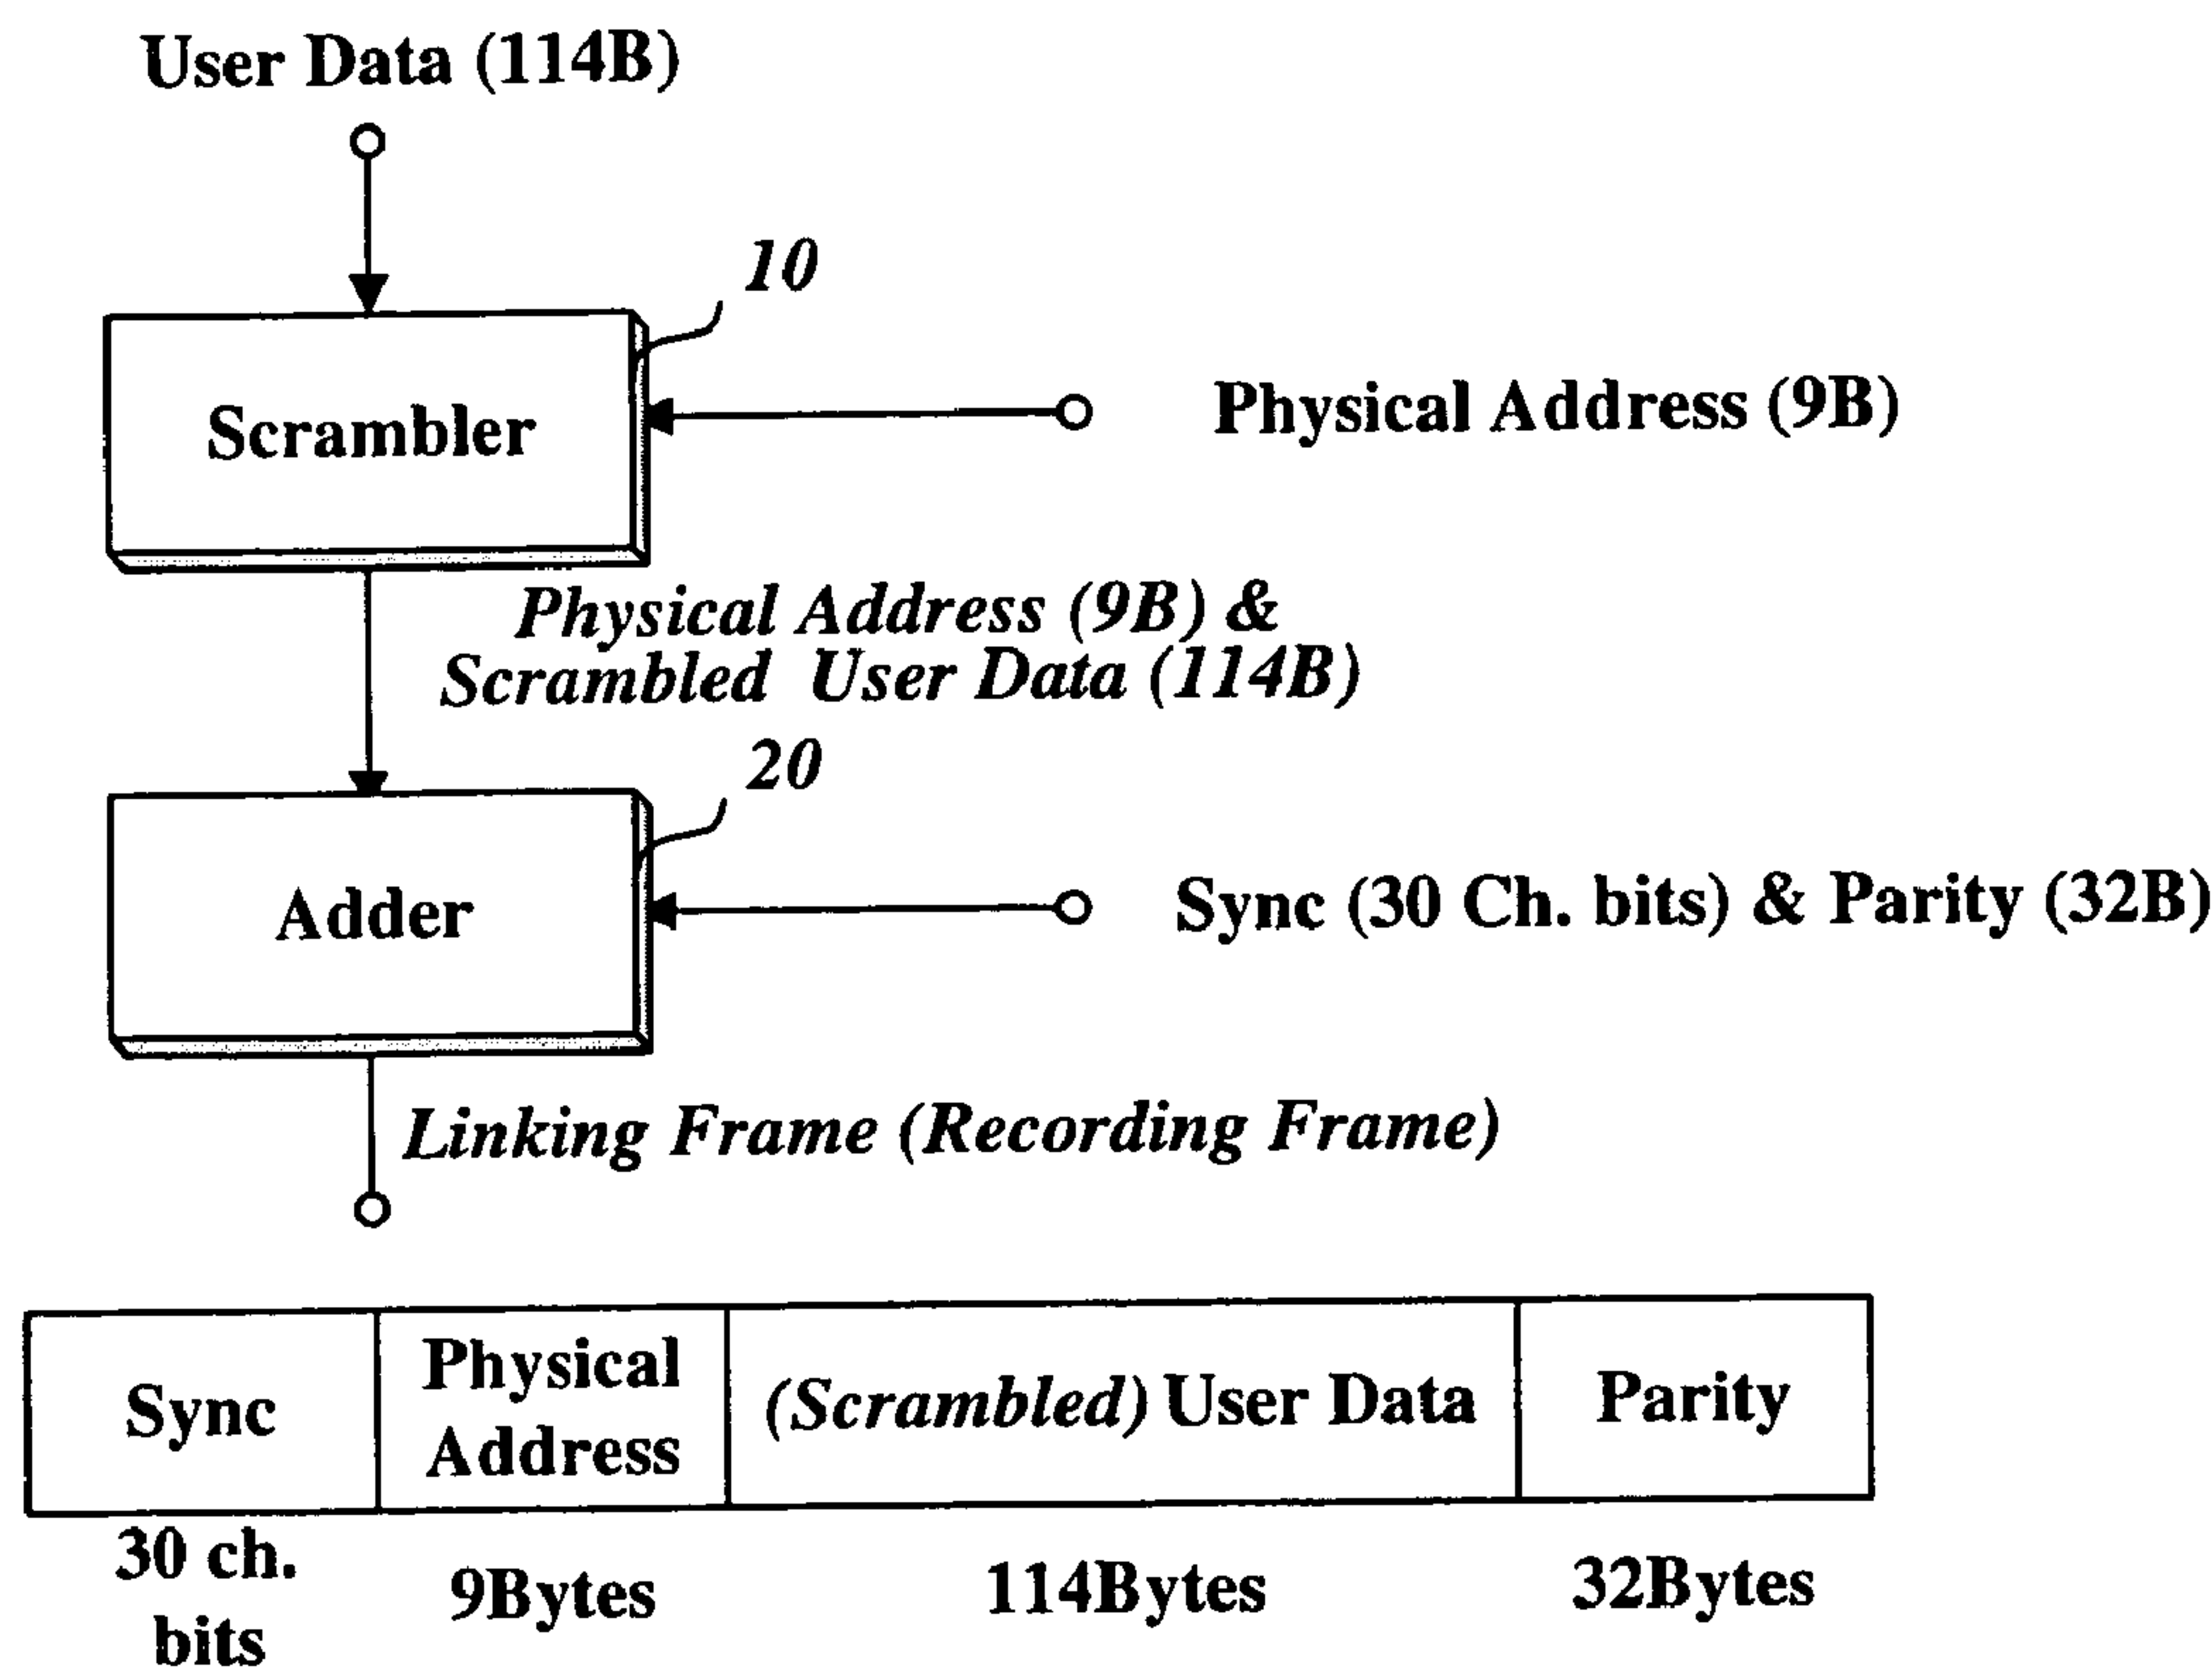 User Data (114B)
10
Scrambler
Physical Address (9B)
Physical Address (9B) &
Scrambled User Data (114B)
20
Adder
Sync (30 Ch. bits) & Parity (32B)
Linking Frame (Recording Frame)
Sync
Physical
Address
(Scrambled) User Data
Parity
30 ch.
bits
9Bytes
114Bytes
32Bytes